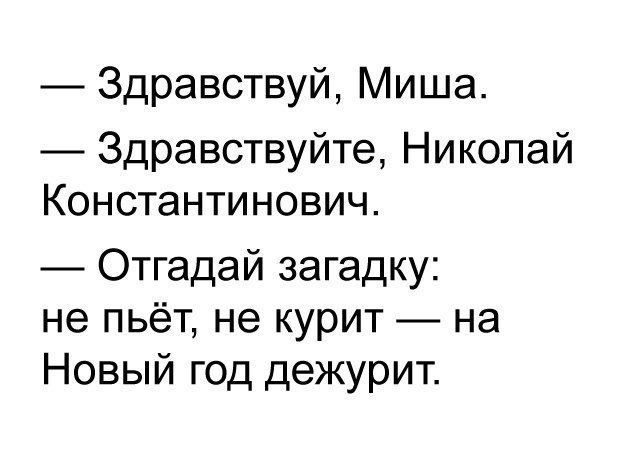 — Здравствуй, Миша.
— Здравствуйте, Николай
Константинович.
— Отгадай загадку:
не пьёт, не курит — на
Новый год дежурит.